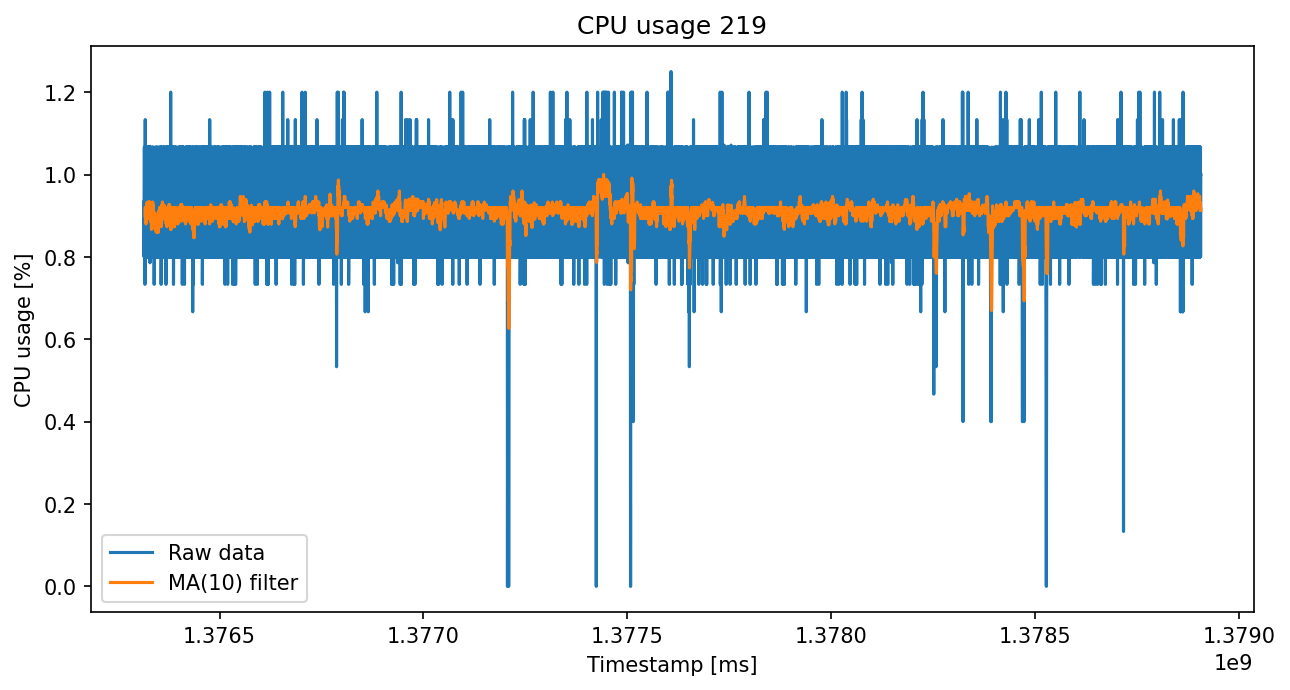 CPU usage 219
CPU usage [%]
1.2
1.0
0.8
0.6
0.4
0.2
0.0
Raw data
MA(10) filter
1.3765 1.3770 1.3775 1.3780 1.3785 1.3790
1e9
Timestamp [ms]